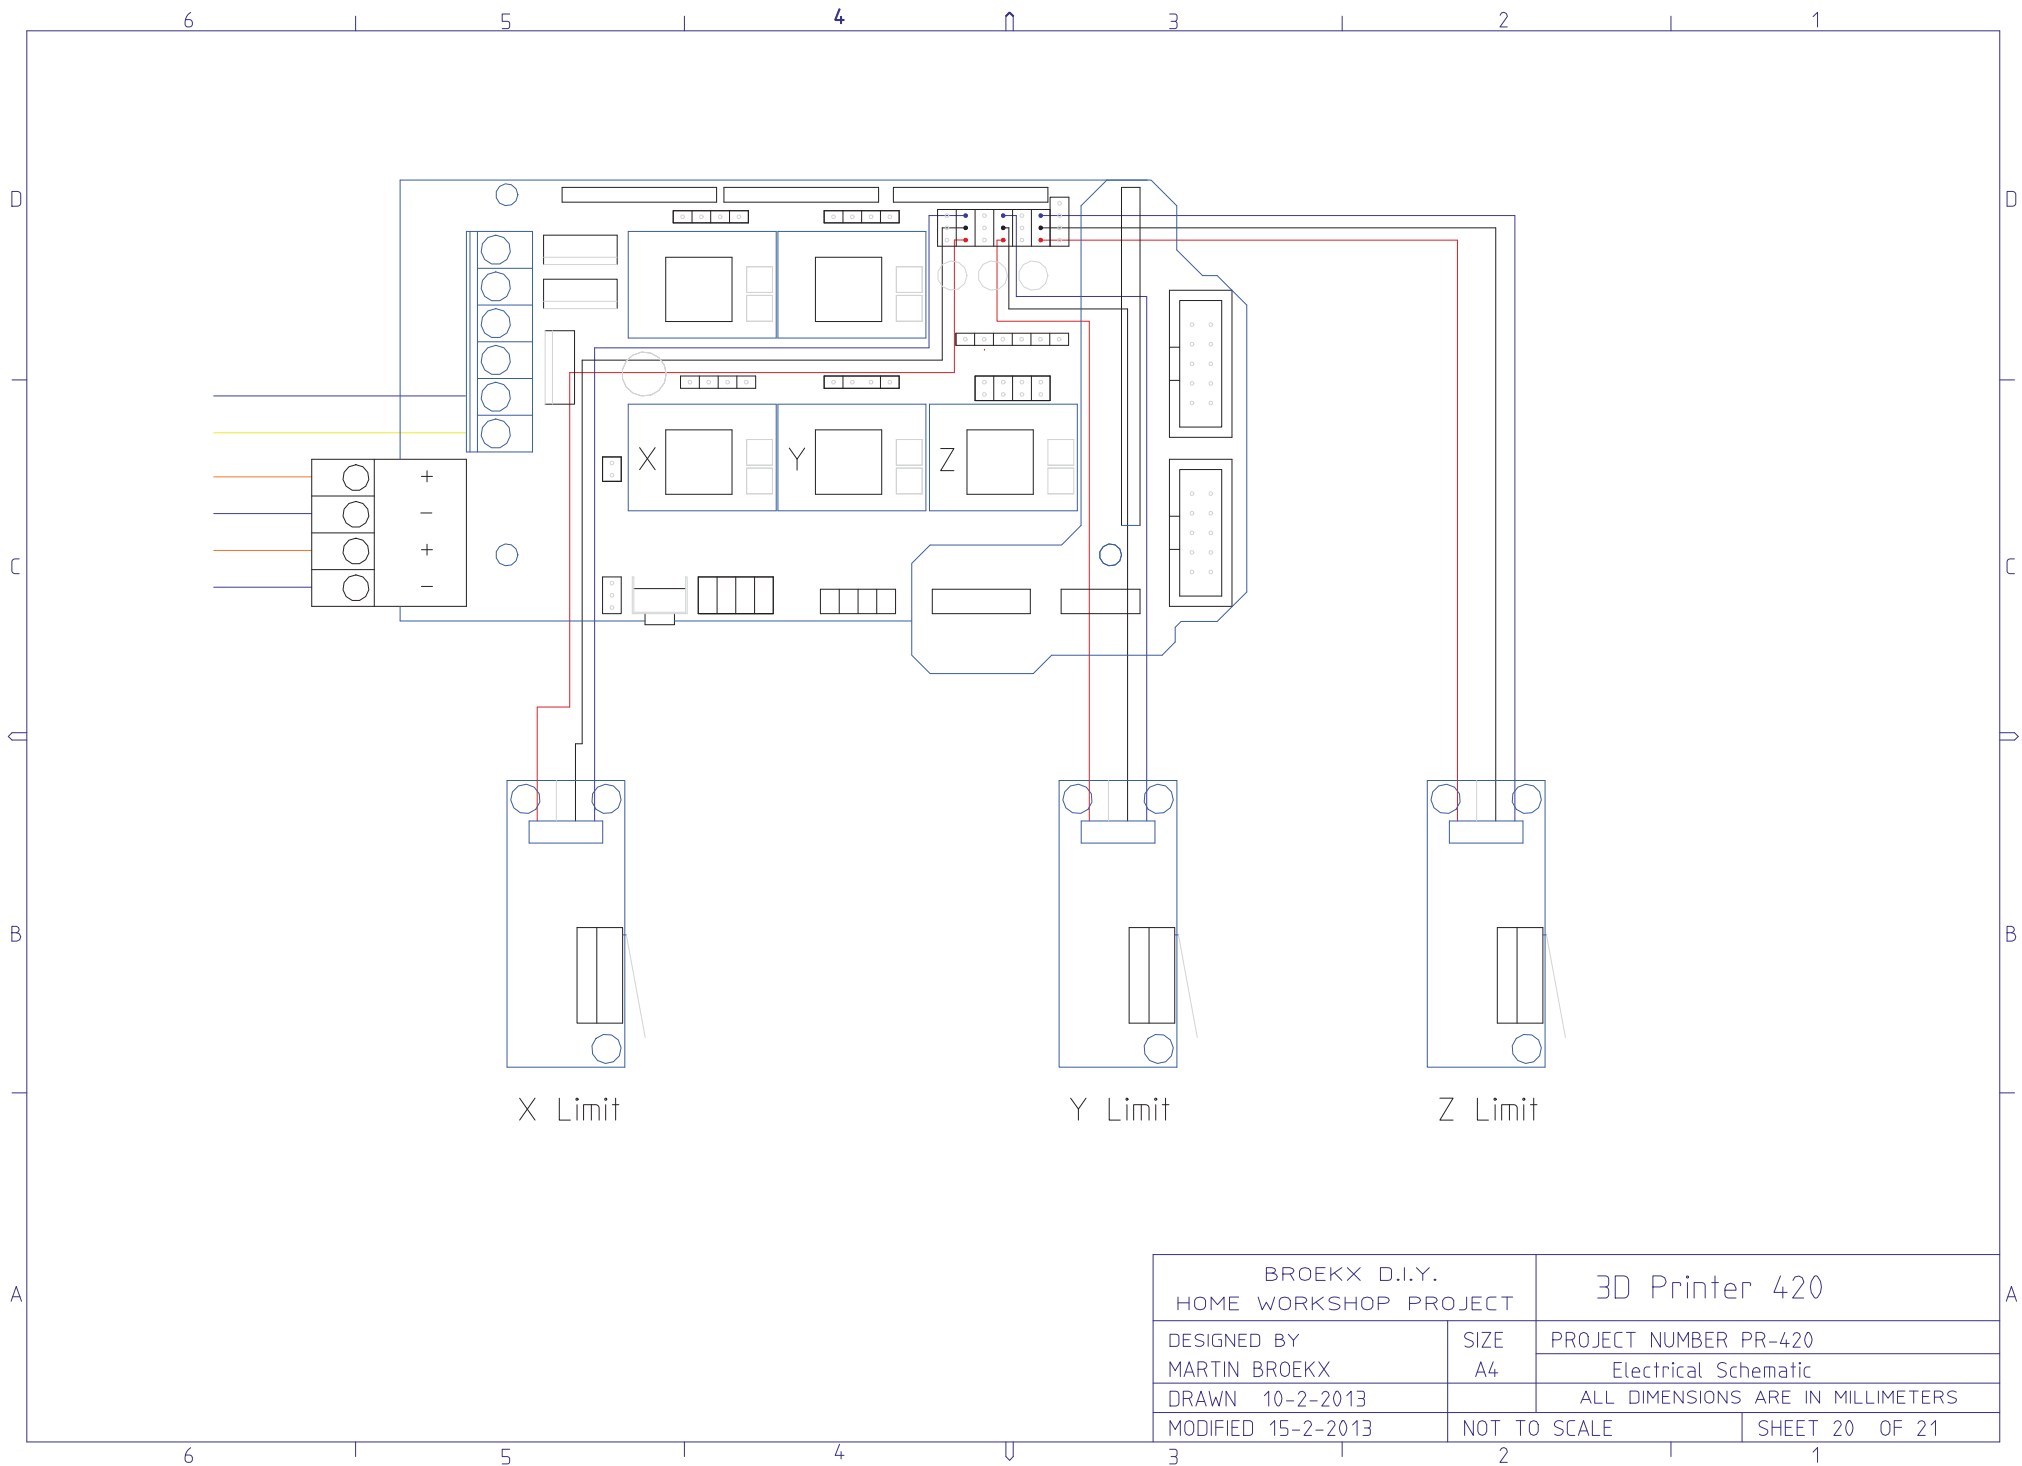 6 5 4 3 2 1
D D
+
X Y Z
−
+
C C
−
B B
X Limit Y Limit Z Limit
BROEKX D.I.Y.
HOME WORKSHOP PROJECT
3D Printer 420
A A
DESIGNED BY
MARTIN BROEKX
SIZE
A4
PROJECT NUMBER PR-420
Electrical Schematic
DRAWN 10-2-2013
ALL DIMENSIONS ARE IN MILLIMETERS
MODIFIED 15-2-2013
NOT TO SCALE
SHEET 20 OF 21
6 5 4 3 2 1